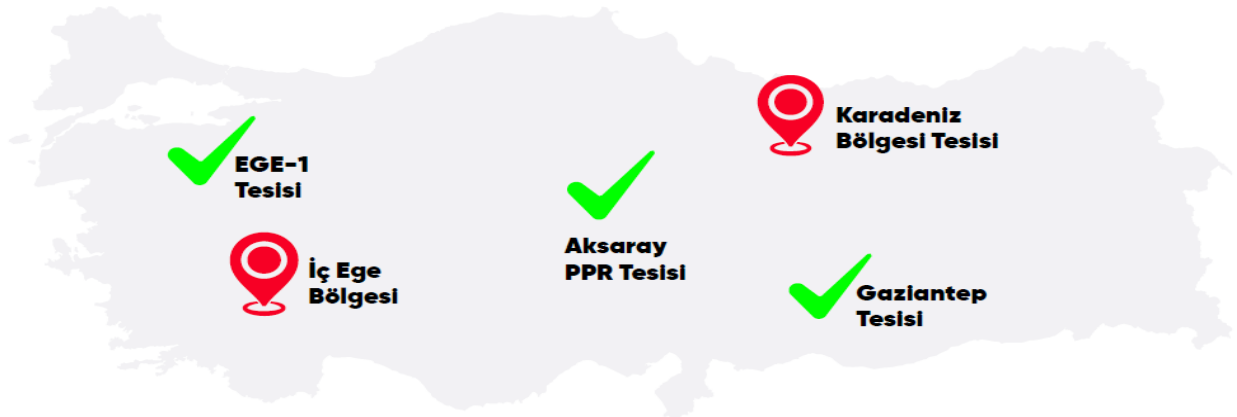 Karadeniz
Bölgesi Tesisi
EGE-1
Tesisi
Aksaray
PPR Tesisi
İç Ege
Bölgesi
Gaziantep
Tesisi